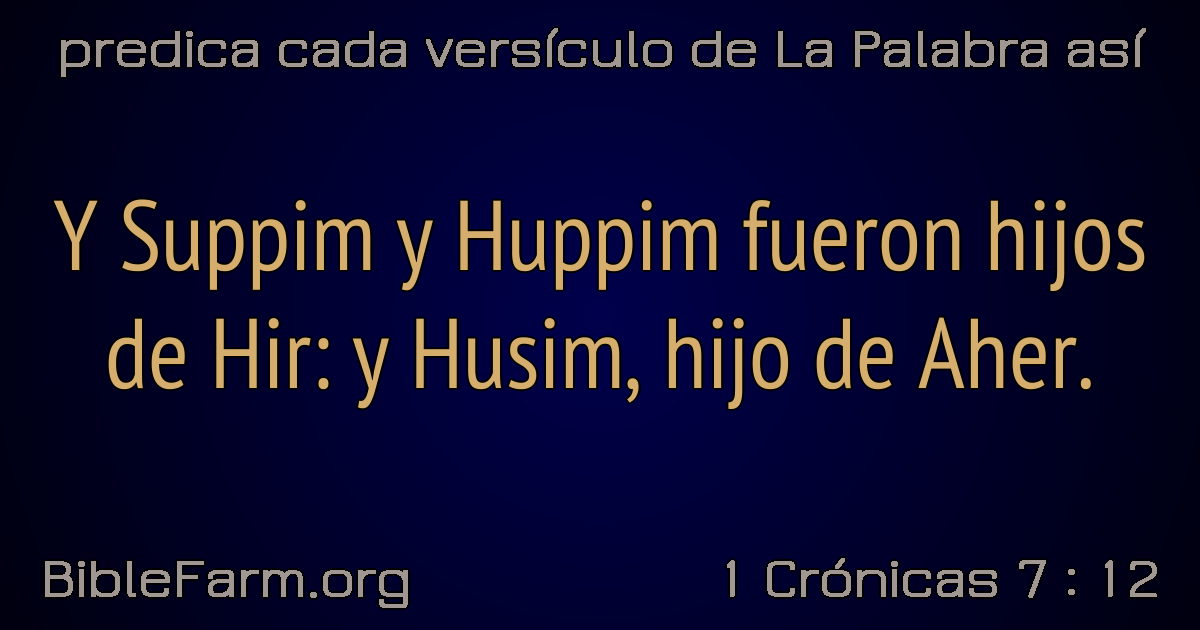 predica cada versículo de La Palabra así
Y Suppim y Huppim fueron hijos
de Hir: y Husim, hijo de Aher.
BibleFarm.org
1 Crónicas 7 : 12